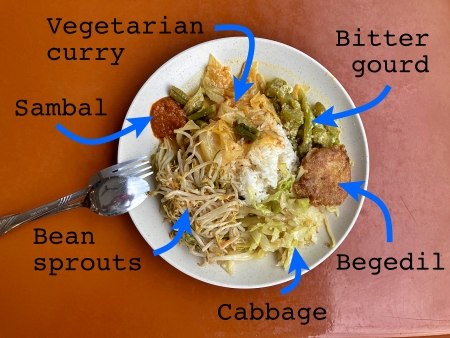 Vegetarian
curry
Bitter
gourd
Sambal
Bean
sprouts
Begedil
Cabbage